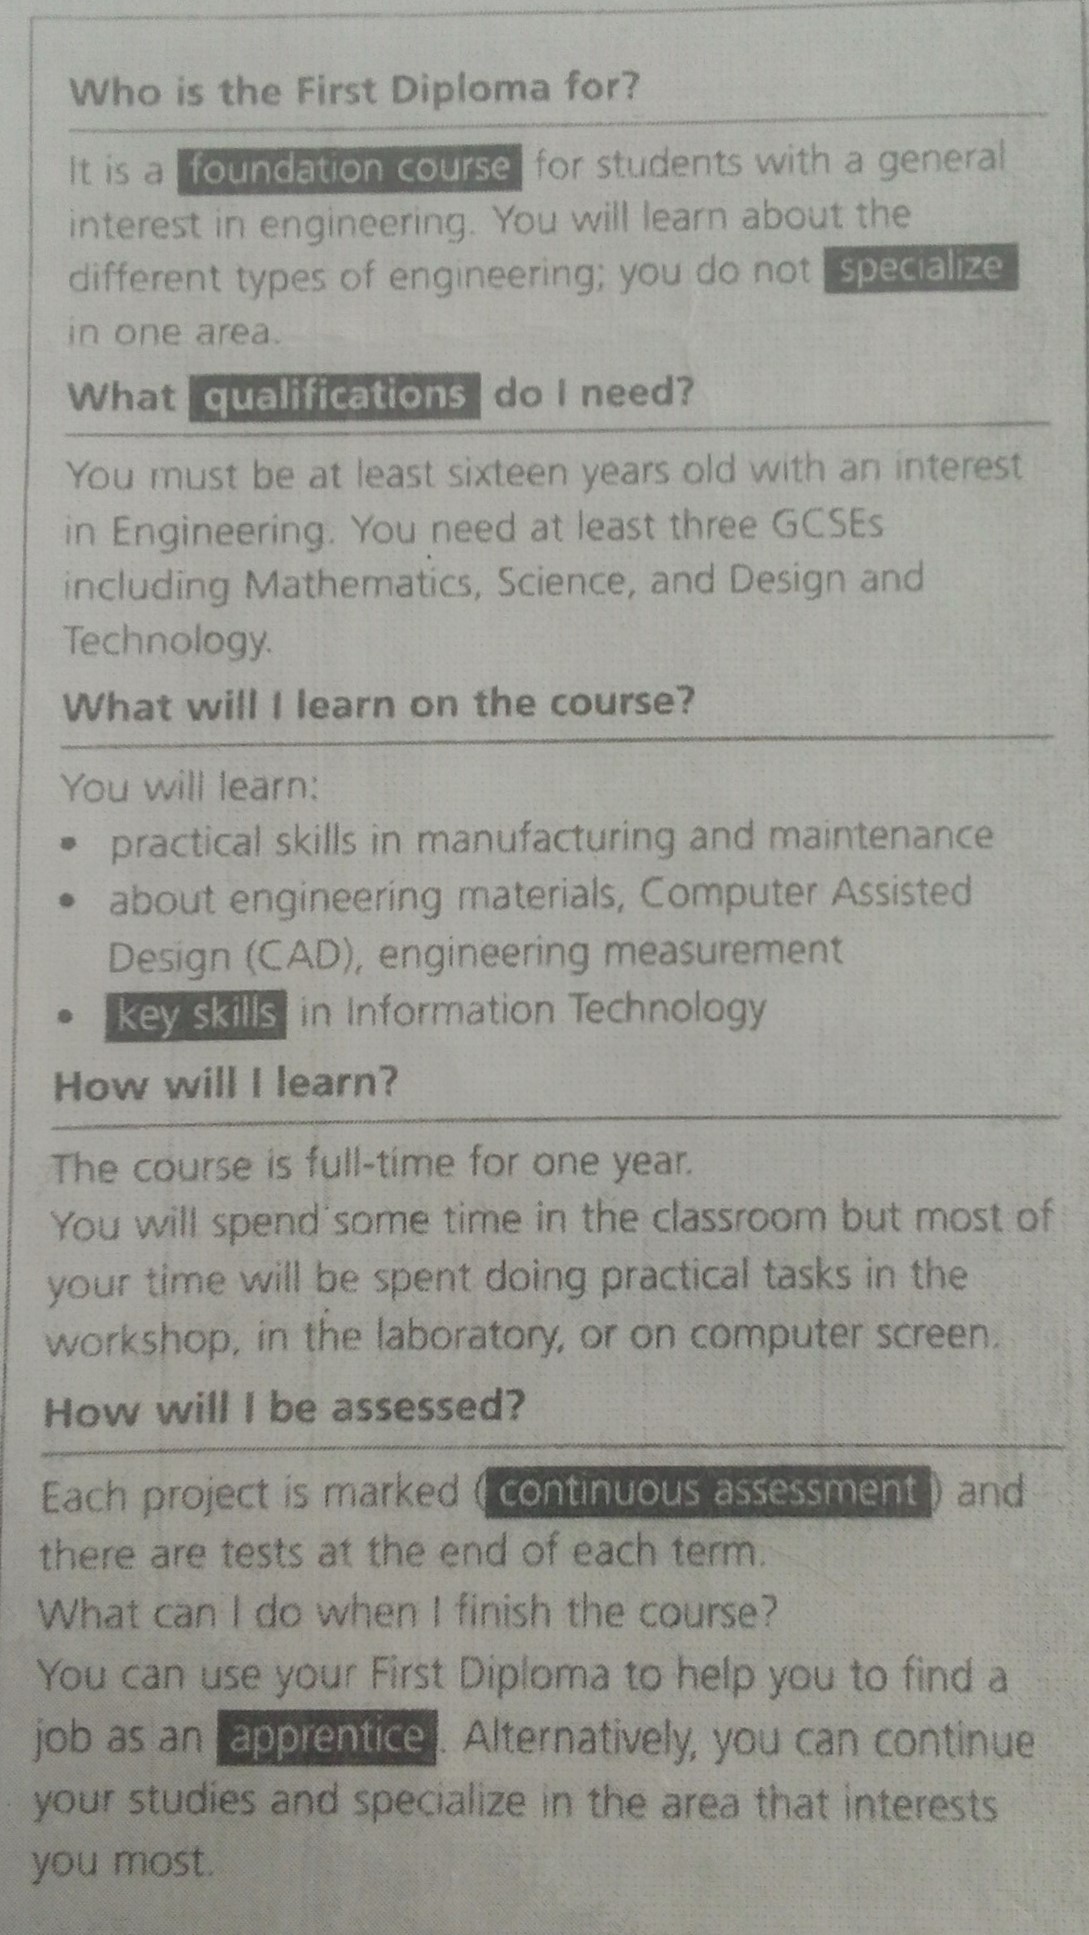 Who is the First Diploma for?
It is a foundation course for students with a general
interest in engineering. You will learn about the
different types of engineering; you do not specialize
in one area.
What qualifications do I need?
You must be at least sixteen years old with an interest
in Engineering. You need at least three GCSEs
including Mathematics, Science, and Design and
Technology.
What will I learn on the course?
You will learn:
• practical skills in manufacturing and maintenance
• about engineering materials, Computer Assisted
Design (CAD), engineering measurement
• key skills in Information Technology
How will I learn?
The course is full-time for one year.
You will spend some time in the classroom but most of
your time will be spent doing practical tasks in the
workshop, in the laboratory, or on computer screen.
How will I be assessed?
Each project is marked (continuous assessment) and
there are tests at the end of each term.
What can I do when I finish the course?
You can use your First Diploma to help you to find a
job as an apprentice. Alternatively, you can continue
your studies and specialize in the area that interests
you most.